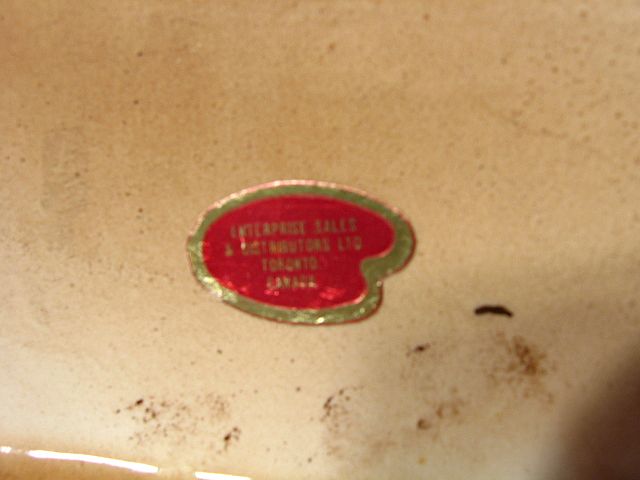 ENTERPRISE SALES
& DISTRIBUTORS LTD
TORONTO
CANADA